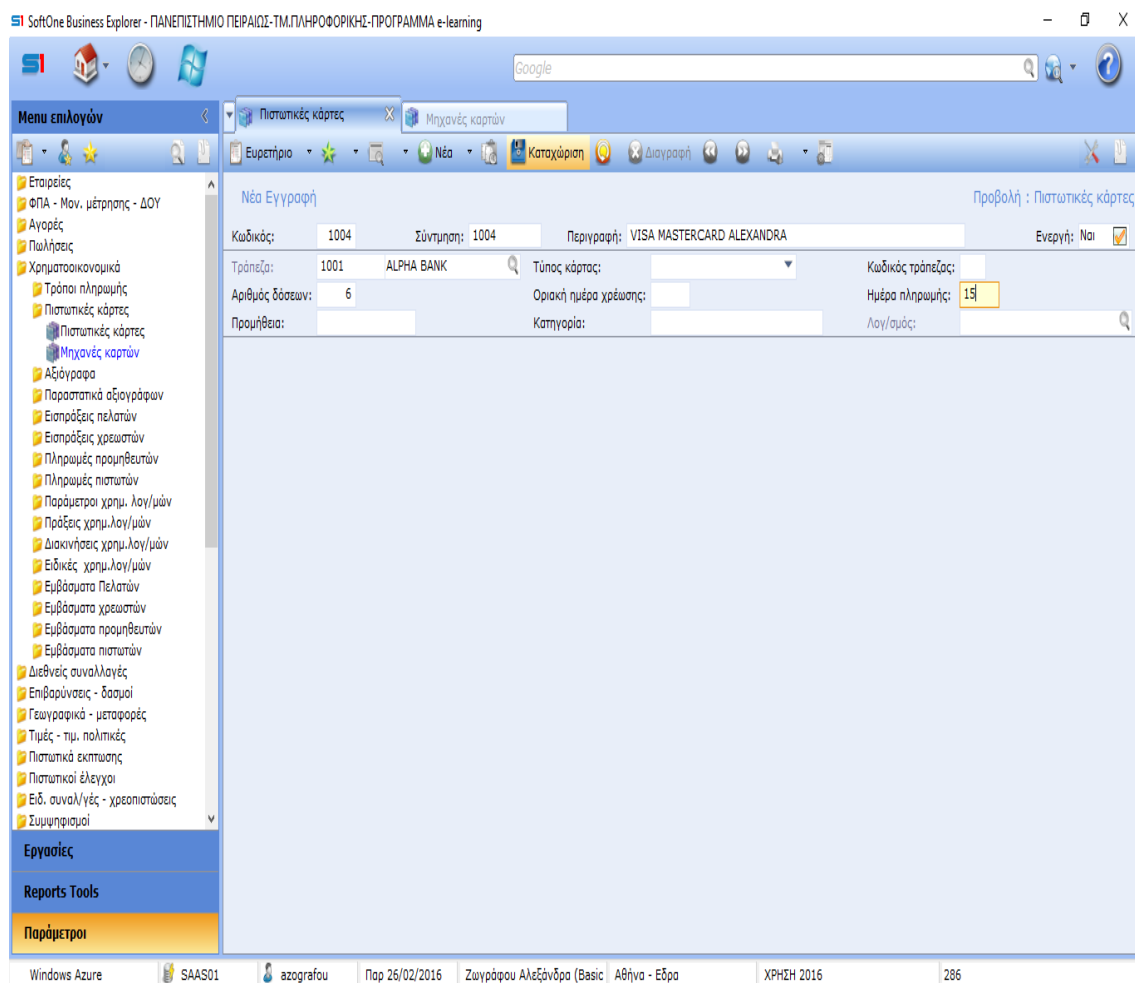 S1 SoftOne Business Explorer - ΠΑΝΕΠΙΣΤΗΜΙΟ ΠΕΙΡΑΙΩΣ-ΤΜ.ΠΛΗΡΟΦΟΡΙΚΗΣ-ΠΡΟΓΡΑΜΜΑ e-learning
S1 Google
Menu επιλογών Πιστωτικές κάρτες Μηχανές καρτών
Ευρετήριο Νέα Καταχώριση Διαγραφή
Νέα Εγγραφή Προβολή : Πιστωτικές κάρτες
Κωδικός: 1004 Σύντμηση: 1004 Περιγραφή: VISA MASTERCARD ALEXANDRA Ενεργή: Ναι
Τράπεζα: 1001 ALPHA BANK Τύπος κάρτας: Κωδικός τράπεζας:
Αριθμός δόσεων: 6 Οριακή ημέρα χρέωσης: Ημέρα πληρωμής: 15
Προμήθεια: Κατηγορία: Λογ/σμός:
Εταιρείες
ΦΠΑ - Μον. μέτρησης - ΔΟΥ
Αγορές
Πωλήσεις
Χρηματοοικονομικά
Τρόποι πληρωμής
Πιστωτικές κάρτες
Πιστωτικές κάρτες
Μηχανές καρτών
Αξιόγραφα
Παραστατικά αξιογράφων
Εισπράξεις πελατών
Εισπράξεις χρεωστών
Πληρωμές προμηθευτών
Πληρωμές πιστωτών
Παράμετροι χρημ. λογ/μών
Πράξεις χρημ.λογ/μών
Διακινήσεις χρημ.λογ/μών
Ειδικές χρημ.λογ/μών
Εμβάσματα Πελατών
Εμβάσματα χρεωστών
Εμβάσματα προμηθευτών
Εμβάσματα πιστωτών
Διεθνείς συναλλαγές
Επιβαρύνσεις - δασμοί
Γεωγραφικά - μεταφορές
Τιμές - τιμ. πολιτικές
Πιστωτικά εκπτωσης
Πιστωτικοί έλεγχοι
Ειδ. συναλ/γές - χρεοπιστώσεις
Συμψηφισμοί
Εργασίες
Reports Tools
Παράμετροι
Windows Azure SAAS01 azografou Παρ 26/02/2016 Ζωγράφου Αλεξάνδρα (Basic Αθήνα - Εδρα ΧΡΗΣΗ 2016 286